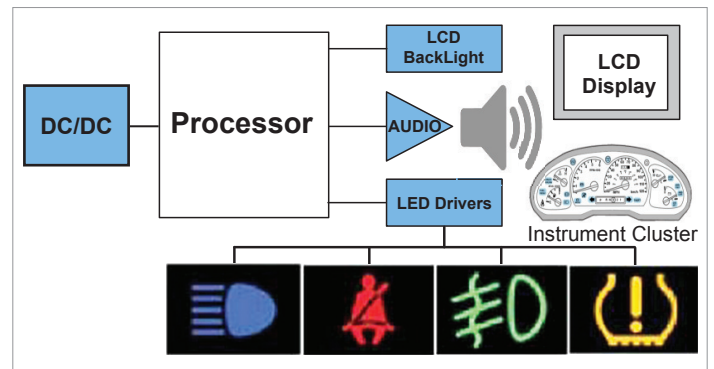 LCD
BackLight
DC/DC
Processor
AUDIO
LED Drivers
LCD
Display
Instrument Cluster